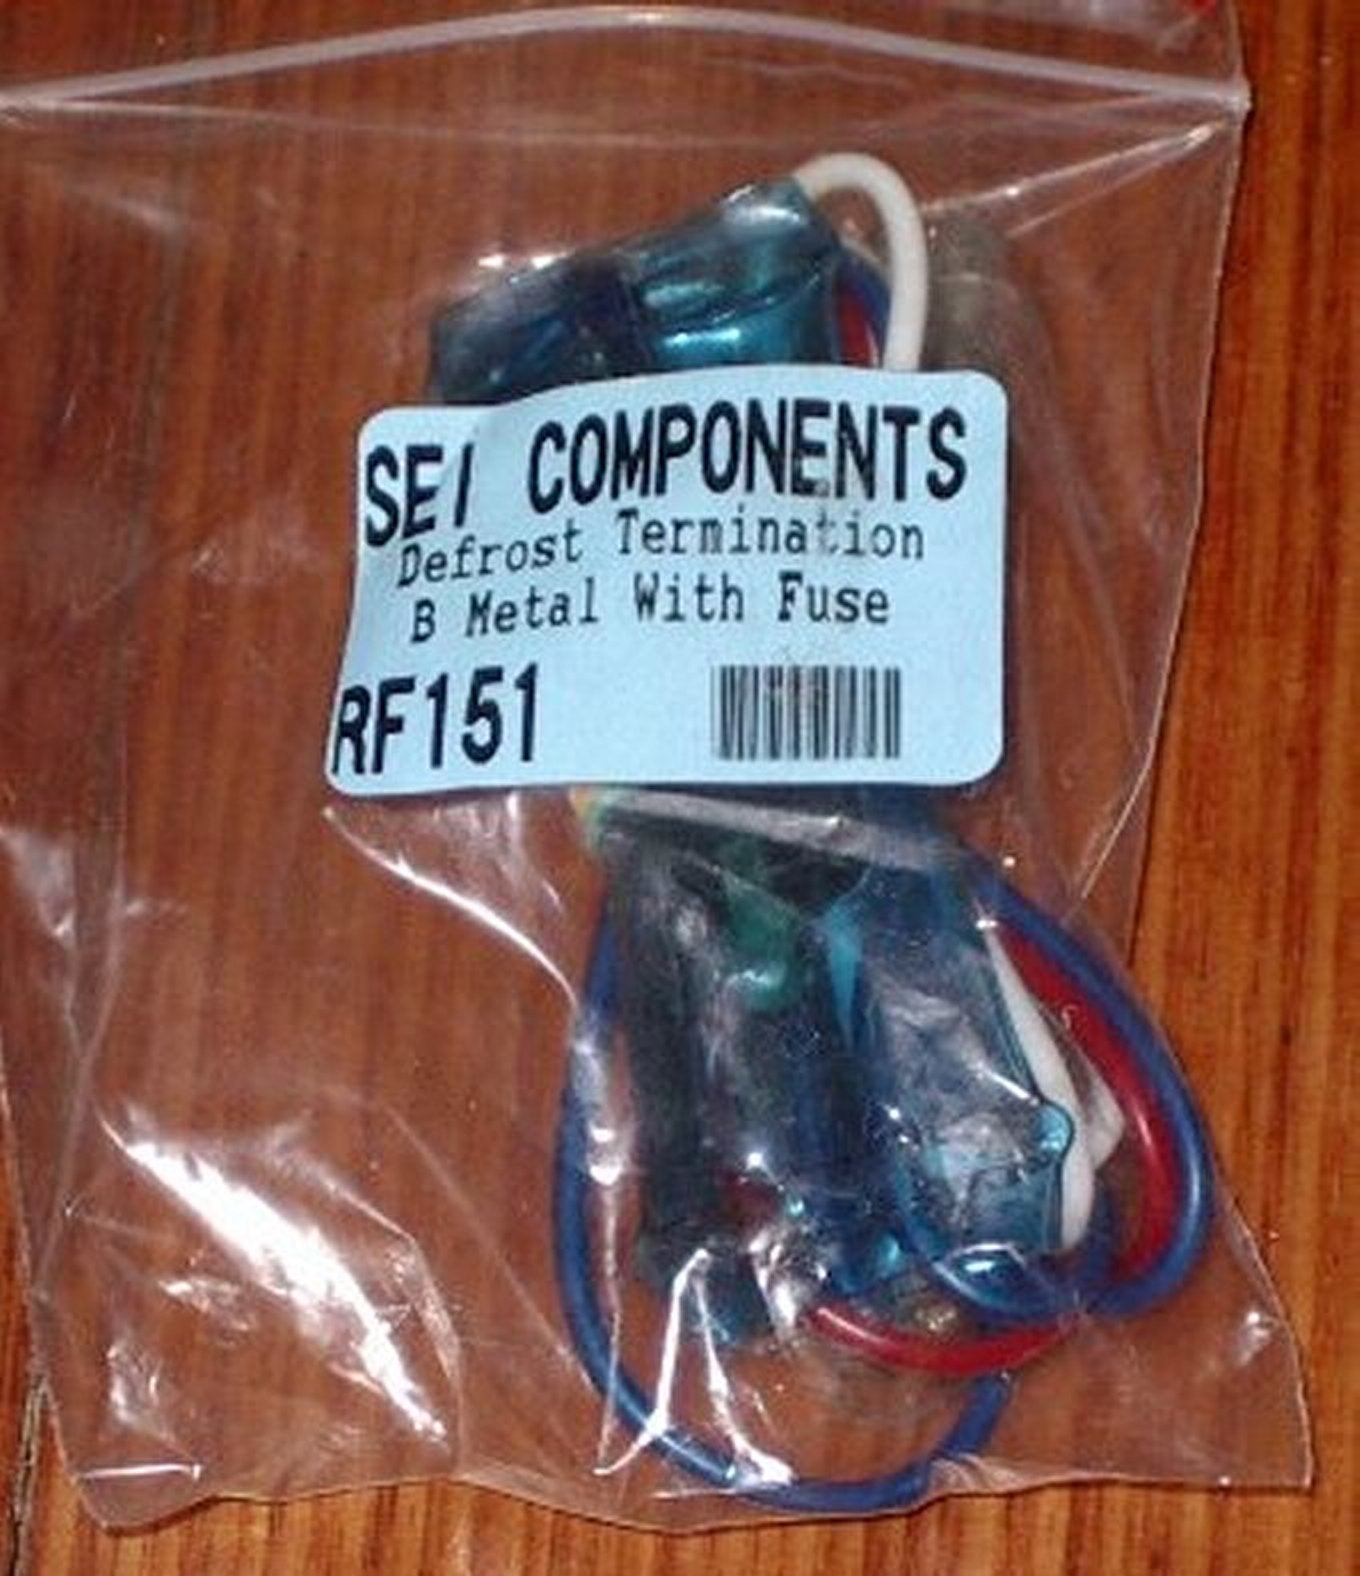 SEI COMPONENTS
Defrost Termination
B Metal With Fuse
RF151